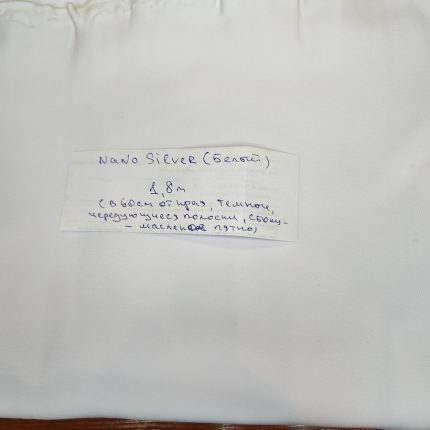 NaNo Silver (Белый)
1,8м
(в 60см от края, темные,
чередующиеся полоски, сбоку-
- масленое пятно)